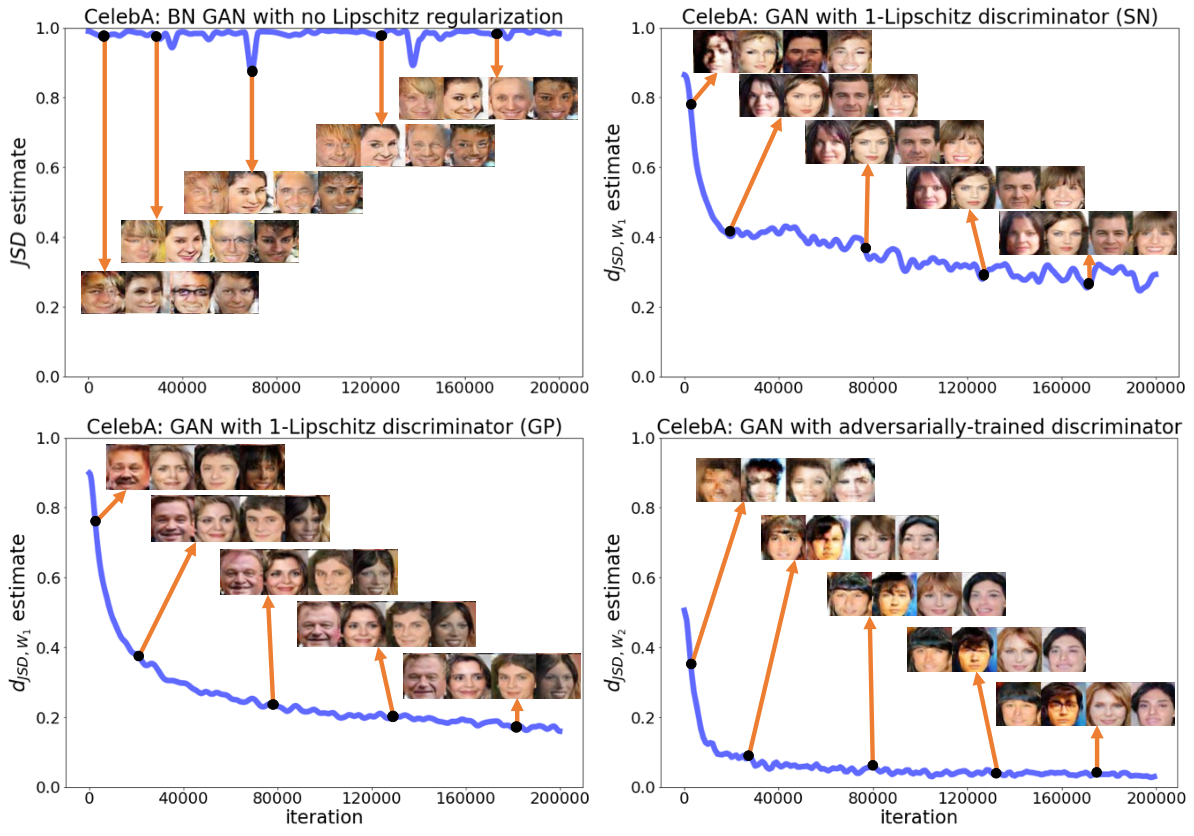 CelebA: BN GAN with no Lipschitz regularization
JSD estimate
1.0
0.8
0.6
0.4
0.2
0.0
0 40000 80000 120000 160000 200000
CelebA: GAN with 1-Lipschitz discriminator (SN)
d_{JSD, W_1} estimate
1.0
0.8
0.6
0.4
0.2
0.0
0 40000 80000 120000 160000 200000
CelebA: GAN with 1-Lipschitz discriminator (GP)
d_{JSD, W_1} estimate
1.0
0.8
0.6
0.4
0.2
0.0
0 40000 80000 120000 160000 200000
iteration
CelebA: GAN with adversarially-trained discriminator
d_{JSD, W_2} estimate
1.0
0.8
0.6
0.4
0.2
0.0
0 40000 80000 120000 160000 200000
iteration